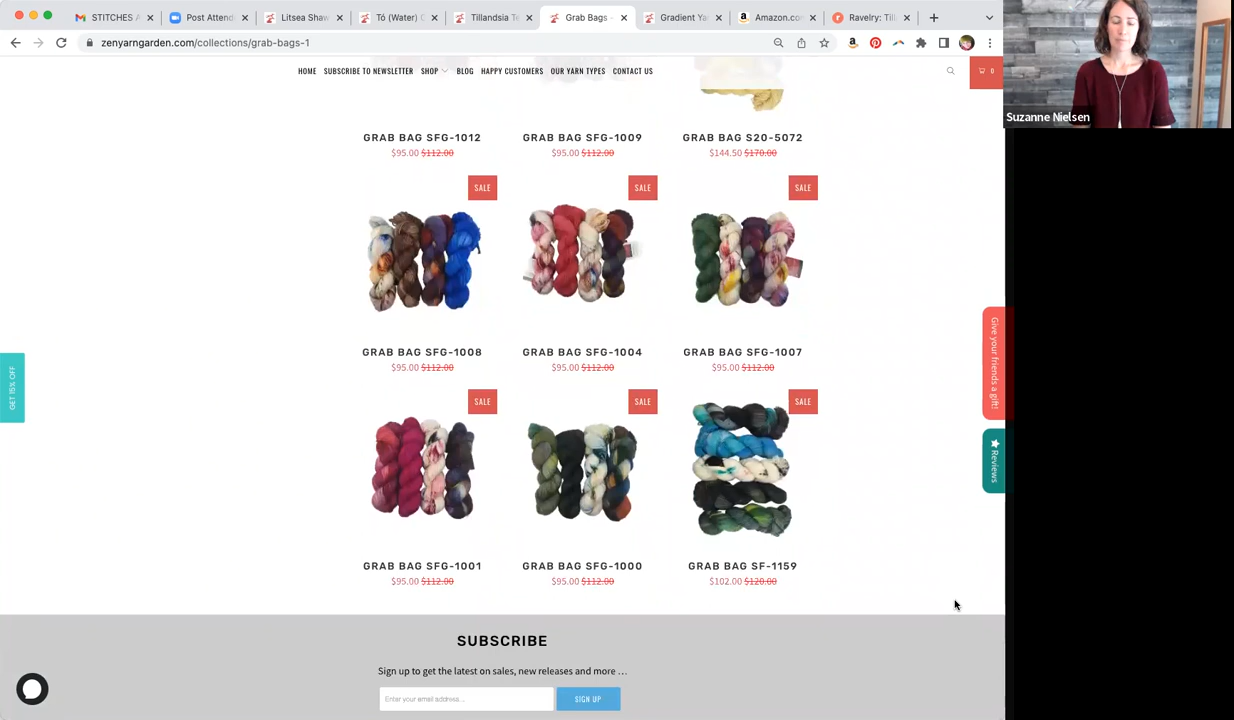 STITCHES A
Post Attend
Litsea Shaw
Tó (Water) C
Tillandsia Te
Grab Bags -
Gradient Ya
Amazon.co
Ravelry: Till
zenyarngarden.com/collections/grab-bags-1
HOME SUBSCRIBE TO NEWSLETTER SHOP BLOG HAPPY CUSTOMERS OUR YARN TYPES CONTACT US
0
Suzanne Nielsen
GRAB BAG SFG-1012
$95.00 $112.00
GRAB BAG SFG-1009
$95.00 $112.00
GRAB BAG S20-5072
$144.50 $170.00
SALE
SALE
SALE
GRAB BAG SFG-1008
$95.00 $112.00
GRAB BAG SFG-1004
$95.00 $112.00
GRAB BAG SFG-1007
$95.00 $112.00
GET 15% OFF
Give your friends a gift!
SALE
SALE
SALE
Reviews
GRAB BAG SFG-1001
$95.00 $112.00
GRAB BAG SFG-1000
$95.00 $112.00
GRAB BAG SF-1159
$102.00 $120.00
SUBSCRIBE
Sign up to get the latest on sales, new releases and more …
Enter your email address...
SIGN UP